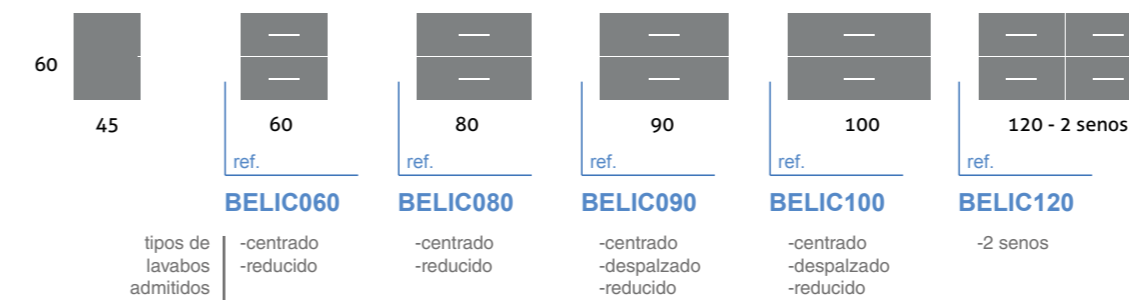 60
45
60
80
90
100
120 - 2 senos
ref.
ref.
ref.
ref.
ref.
BELIC060
BELIC080
BELIC090
BELIC100
BELIC120
tipos de
lavabos
admitidos
-centrado
-reducido
-centrado
-reducido
-centrado
-despalzado
-reducido
-centrado
-despalzado
-reducido
-2 senos